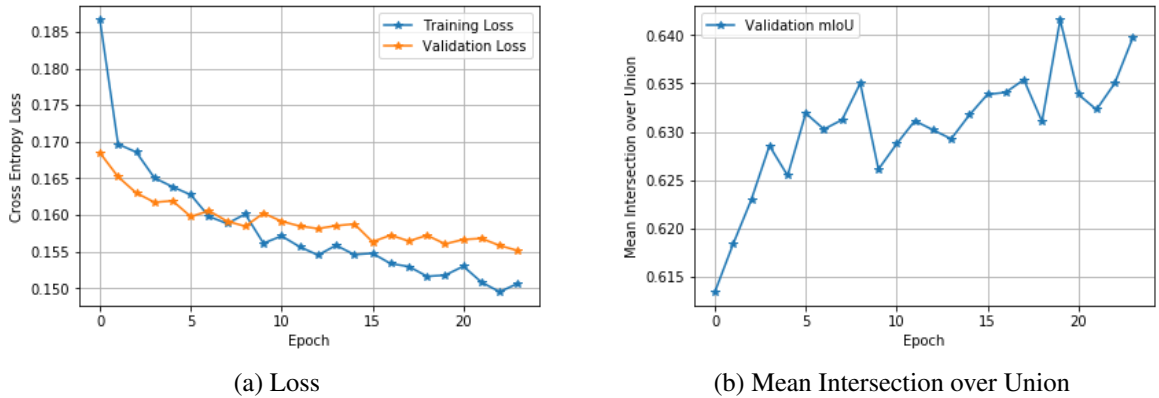 Training Loss
Validation Loss
Cross Entropy Loss
0.185
0.180
0.175
0.170
0.165
0.160
0.155
0.150
0 5 10 15 20
Epoch
(a) Loss
Validation mIoU
Mean Intersection over Union
0.640
0.635
0.630
0.625
0.620
0.615
0 5 10 15 20
Epoch
(b) Mean Intersection over Union